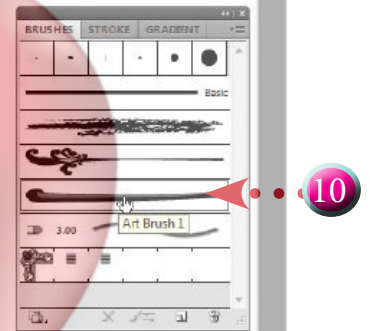 BRUSHES STROKE GRADIENT
Basic
10
Art Brush 1
3.00